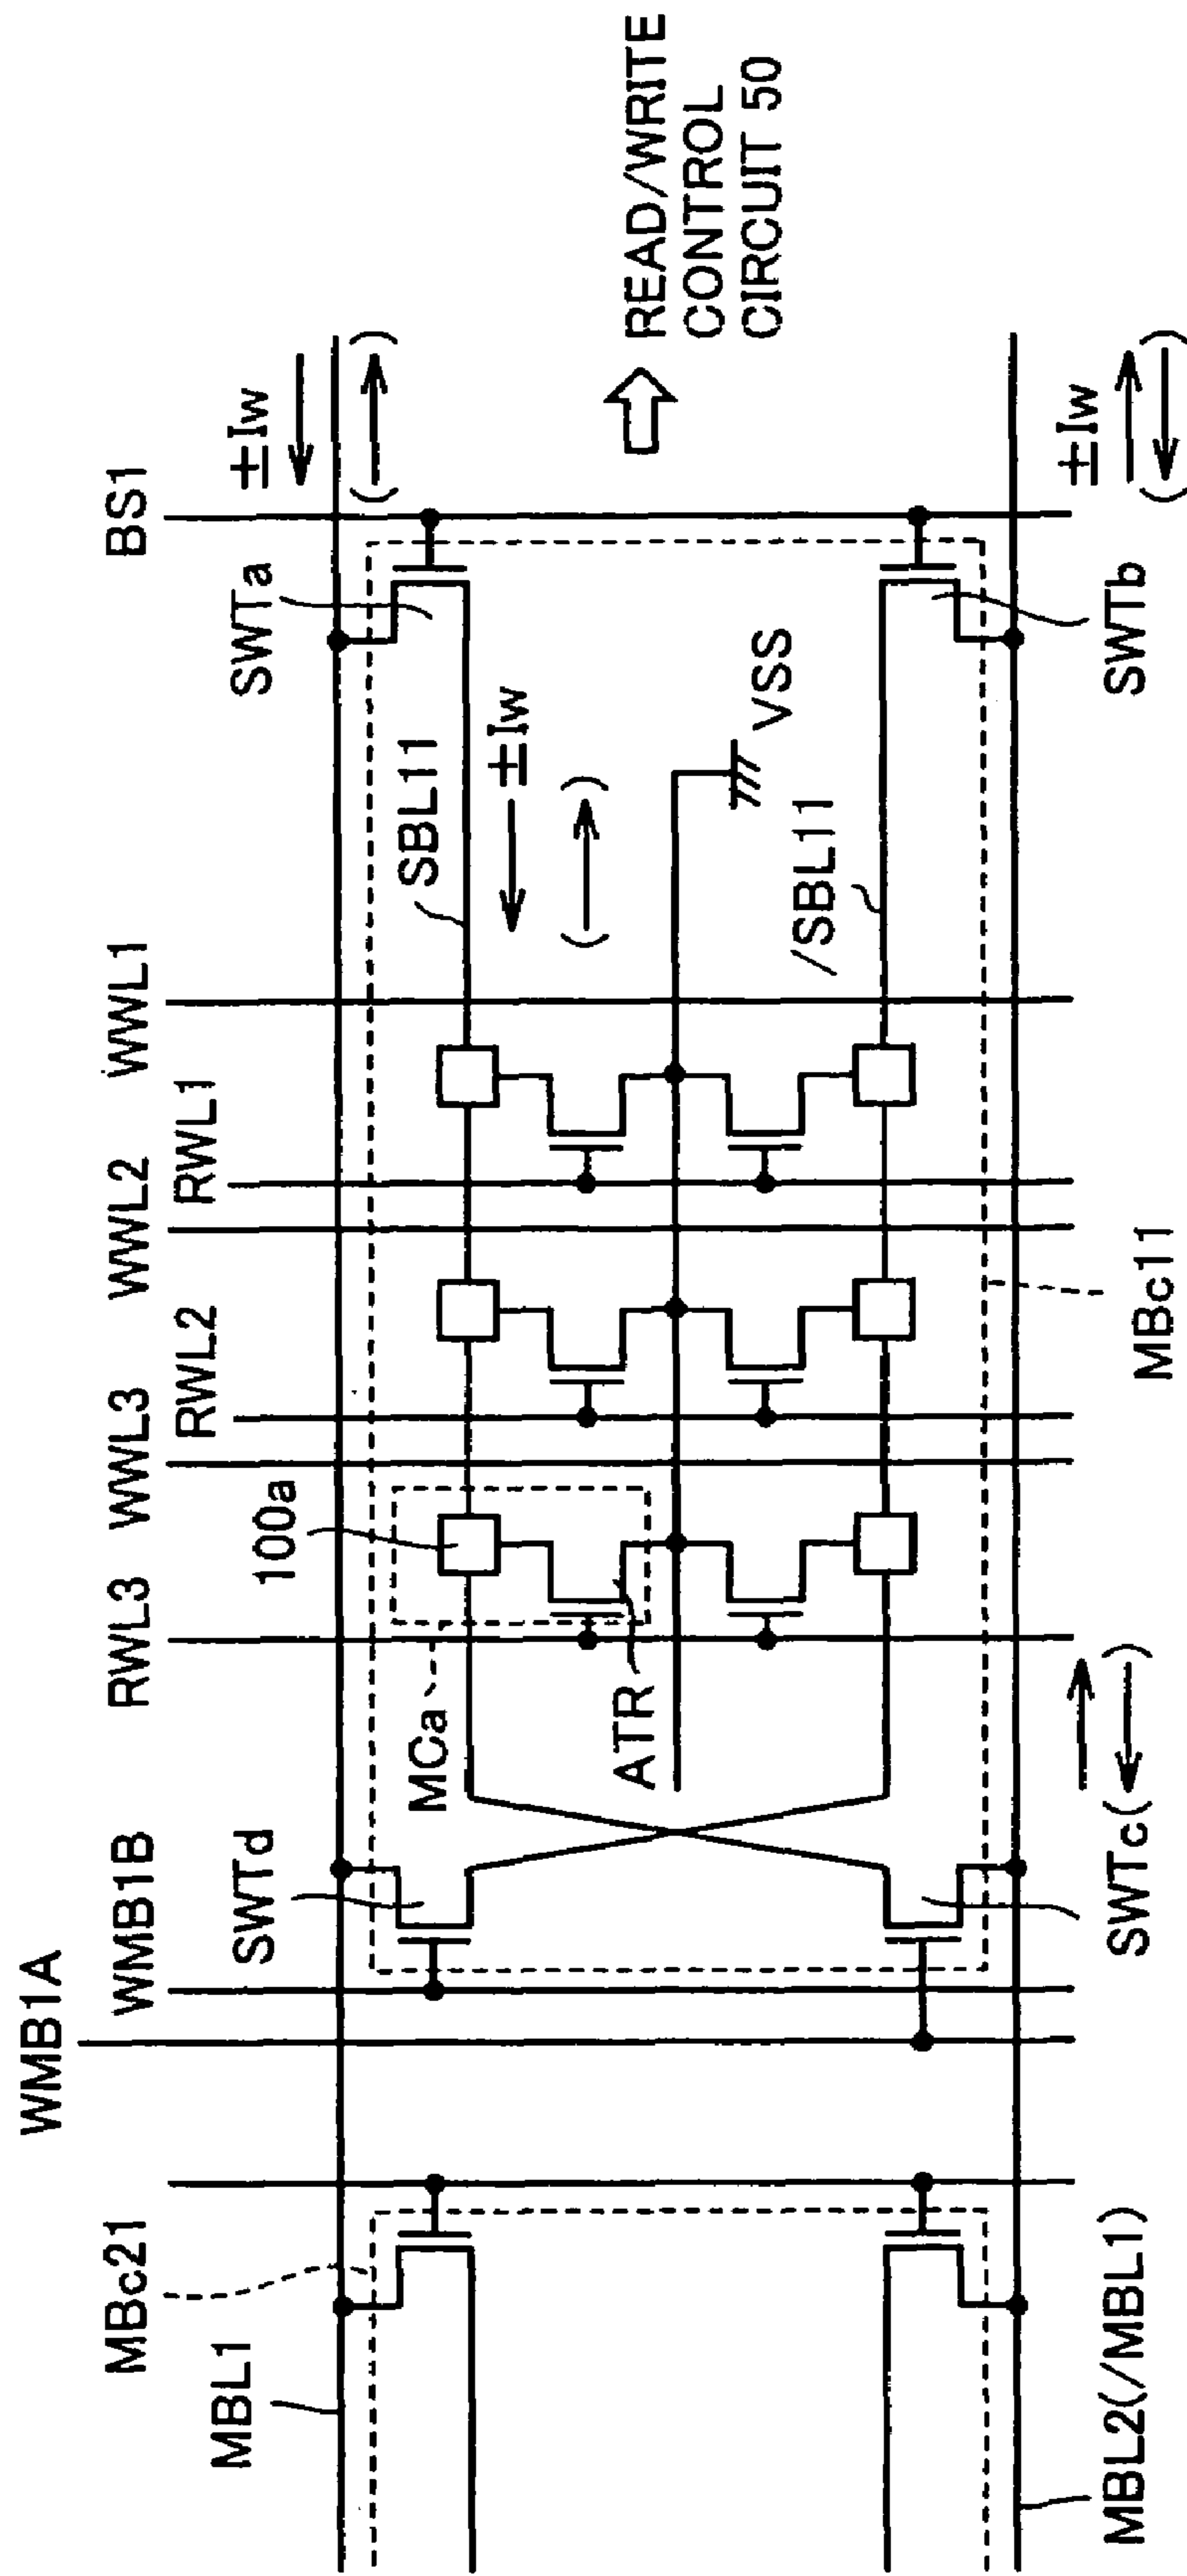 WMB1A
MBc21
WMB1B
RWL3
WWL3
RWL2
WWL2
RWL1
WWL1
BS1
MBL1
SWTd
100a
SWTa
±Iw
( )
MCa
SBL11
±Iw
( )
ATR
READ/WRITE
CONTROL
CIRCUIT 50
VSS
/SBL11
MBL2(/MBL1)
SWTc
( )
MBc11
SWTb
±Iw
( )